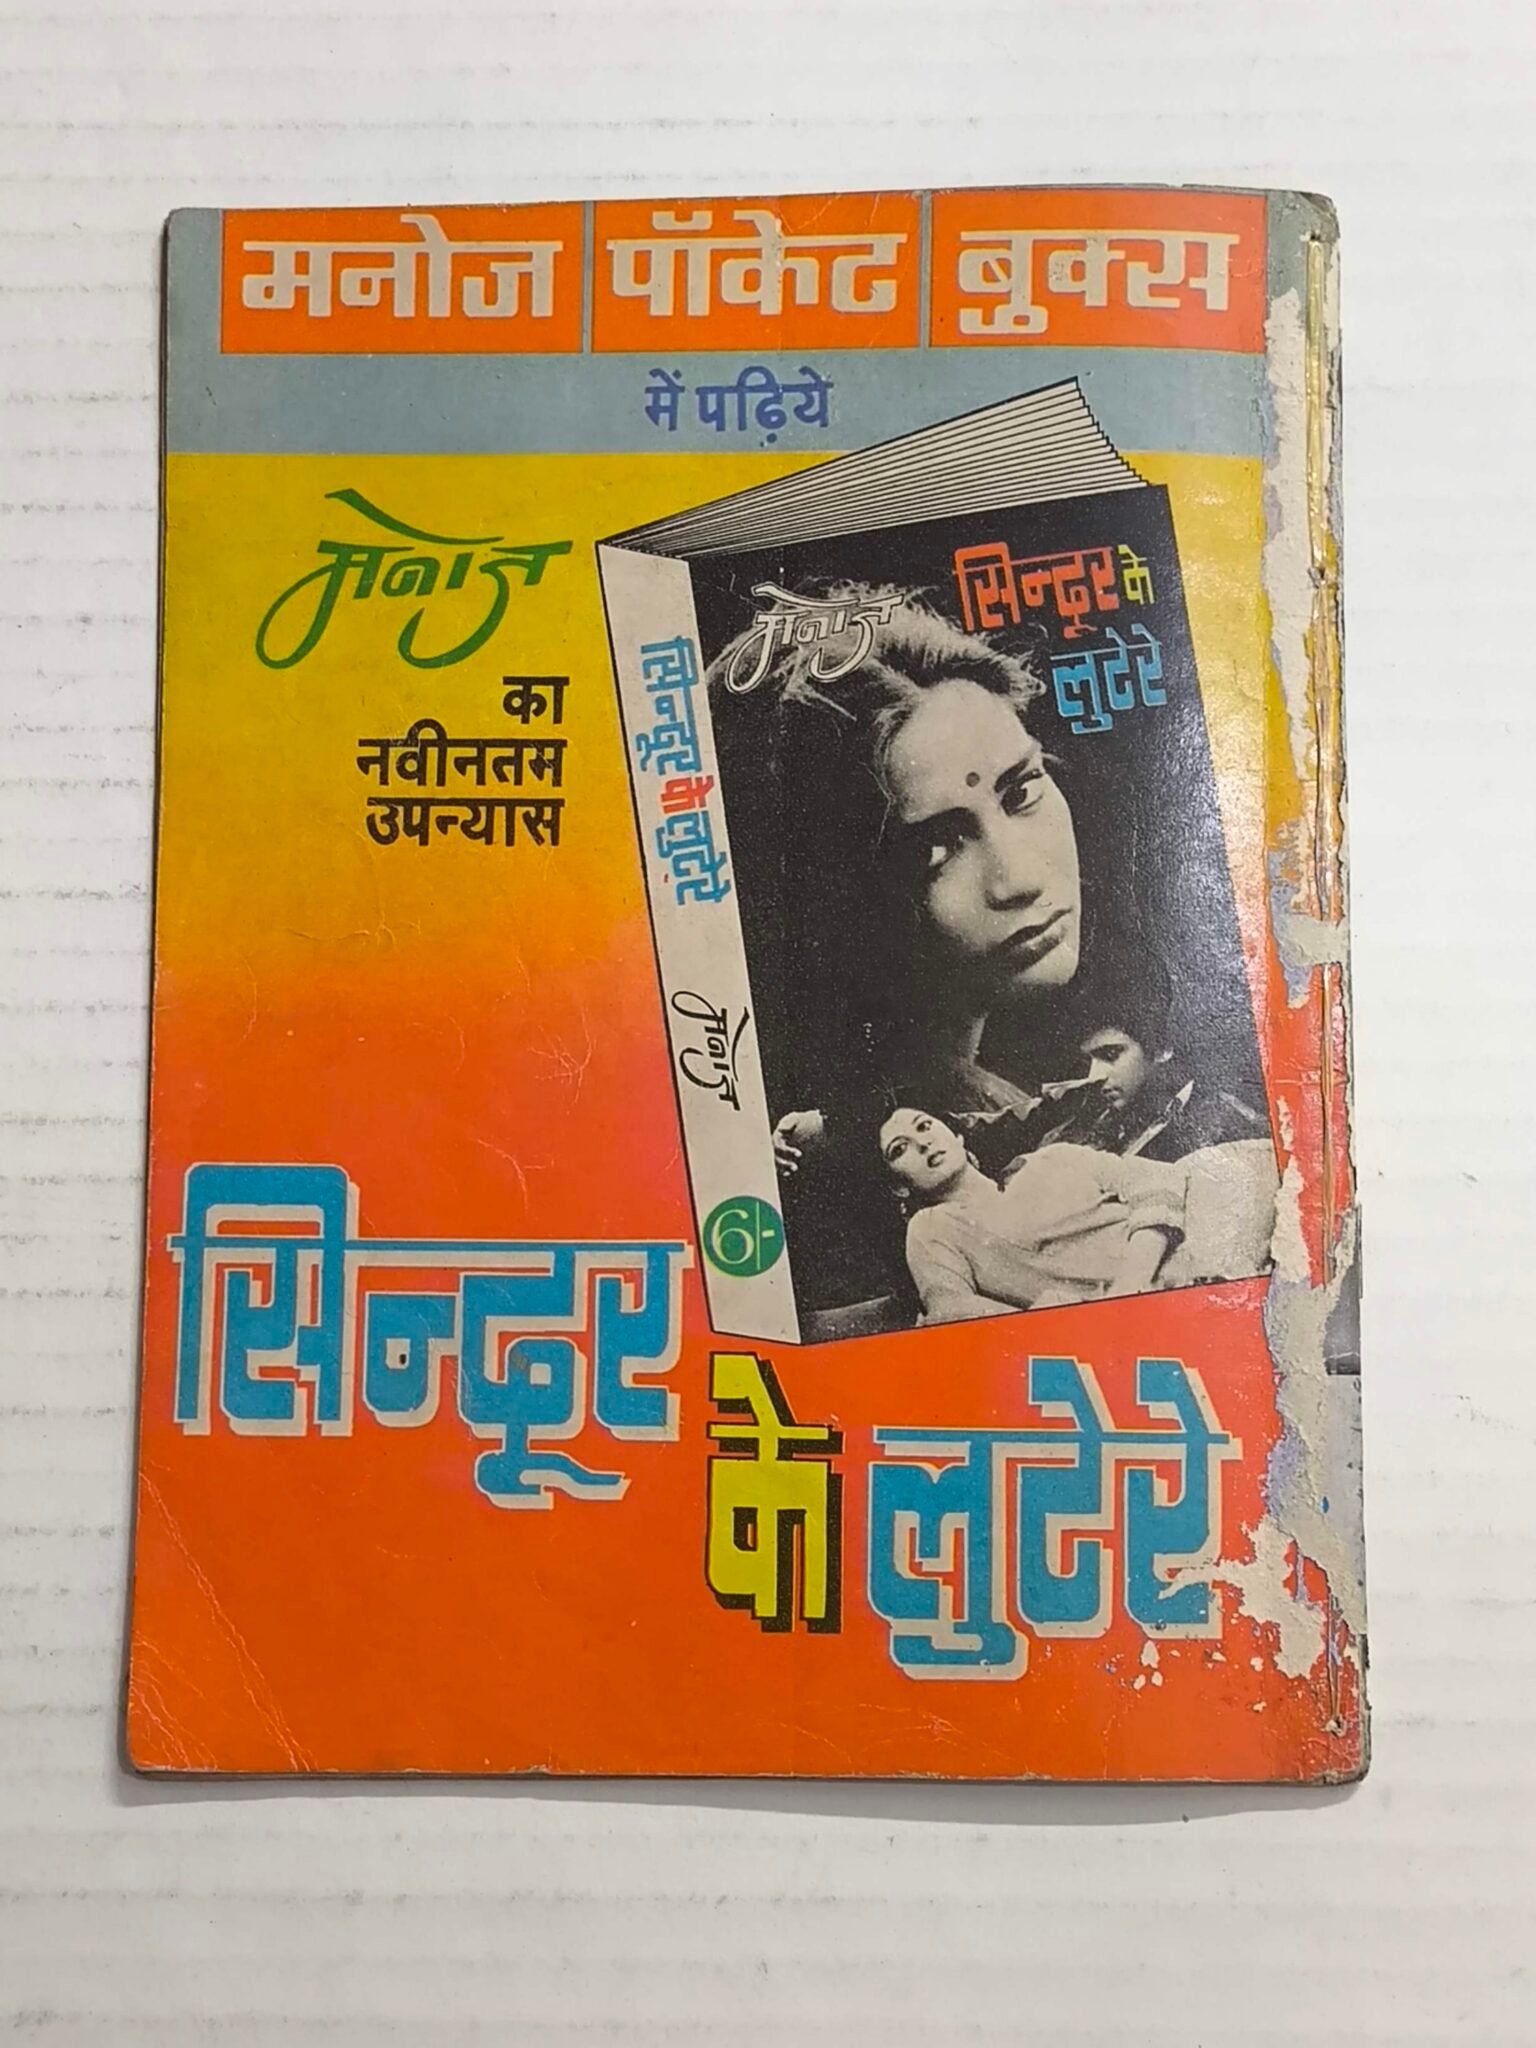 मनोज पॉकेट बुक्स
में पढ़िये
मनोज
का
नवीनतम
उपन्यास
सिन्दूर के लुटेरे
मनोज
6/-
मनोज
सिन्दूर के
लुटेरे
सिन्दूर के लुटेरे